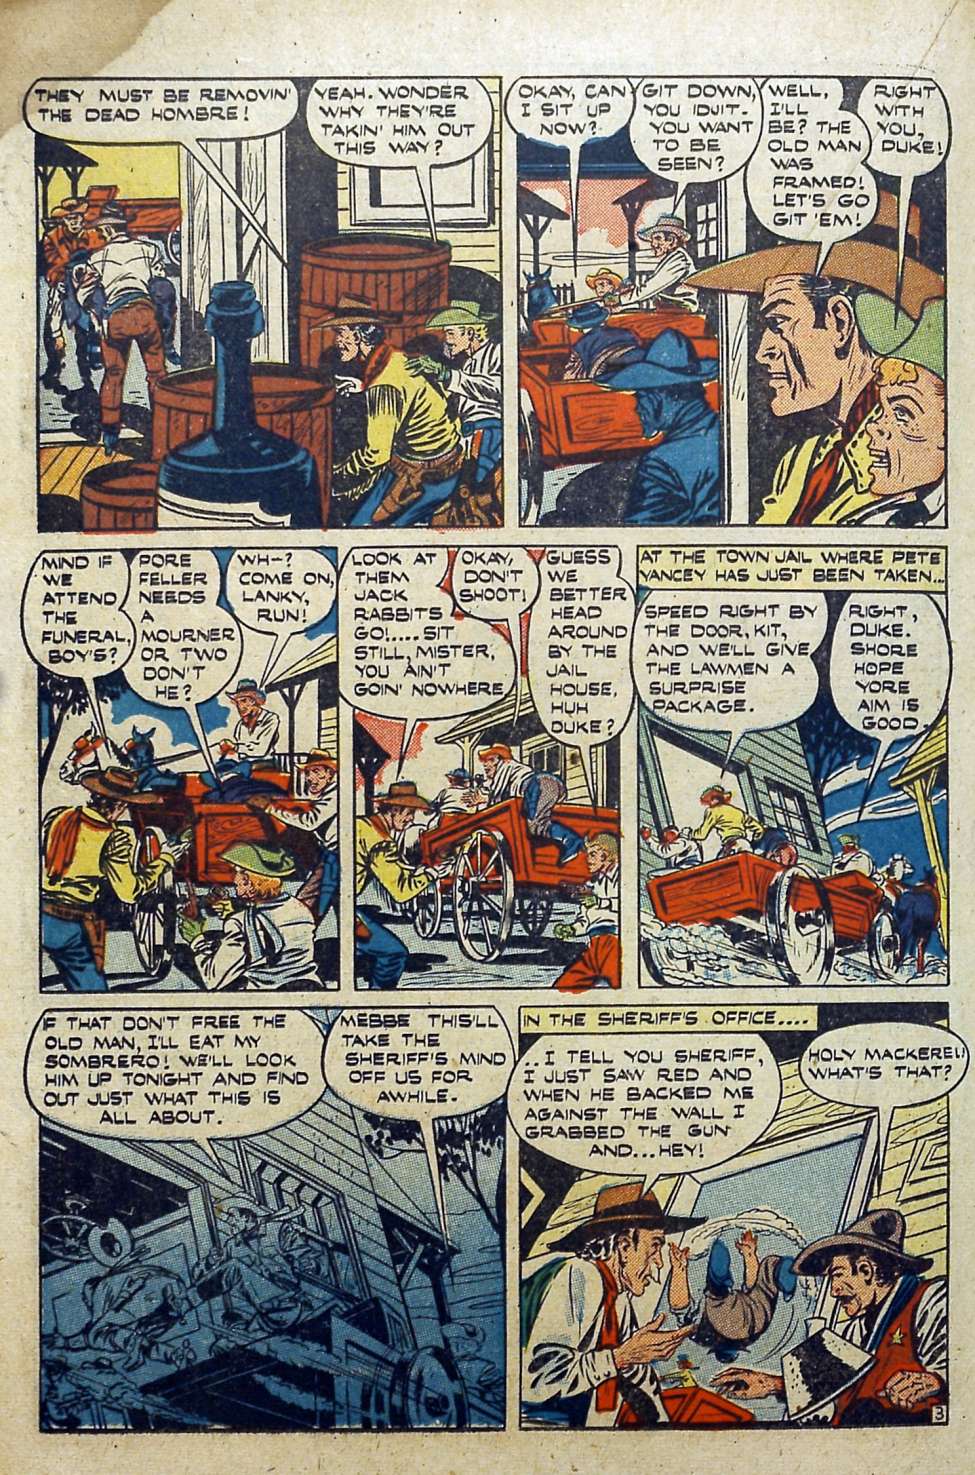 THEY MUST BE REMOVIN'
THE DEAD HOMBRE!
YEAH. WONDER
WHY THEY'RE
TAKIN' HIM OUT
THIS WAY?
OKAY, CAN
I SIT UP
NOW?
GIT DOWN,
YOU IDJIT.
YOU WANT
TO BE
SEEN?
WELL,
I'LL
BE? THE
OLD MAN
WAS
FRAMED!
LET'S GO
GIT 'EM!
RIGHT
WITH
YOU,
DUKE!
MIND IF
WE
ATTEND
THE
FUNERAL,
BOY'S?
PORE
FELLER
NEEDS
A
MOURNER
OR TWO
DON'T
HE?
WH-?
COME ON,
LANKY,
RUN!
LOOK AT
THEM
JACK
RABBITS
GO!....SIT
STILL, MISTER,
YOU AIN'T
GOIN' NOWHERE
OKAY,
DON'T
SHOOT!
GUESS
WE
BETTER
HEAD
AROUND
BY THE
JAIL
HOUSE,
HUH
DUKE?
AT THE TOWN JAIL WHERE PETE
YANCEY HAS JUST BEEN TAKEN...
SPEED RIGHT BY
THE DOOR, KIT,
AND WE'LL GIVE
THE LAWMEN A
SURPRISE
PACKAGE.
RIGHT,
DUKE.
SHORE
HOPE
YORE
AIM IS
GOOD.
IF THAT DON'T FREE THE
OLD MAN, I'LL EAT MY
SOMBRERO! WE'LL LOOK
HIM UP TONIGHT AND FIND
OUT JUST WHAT THIS IS
ALL ABOUT.
MEBBE THIS'LL
TAKE THE
SHERIFF'S MIND
OFF US FOR
AWHILE.
IN THE SHERIFF'S OFFICE....
...I TELL YOU SHERIFF,
I JUST SAW RED AND
WHEN HE BACKED ME
AGAINST THE WALL I
GRABBED THE GUN
AND...HEY!
HOLY MACKEREL!
WHAT'S THAT?
3